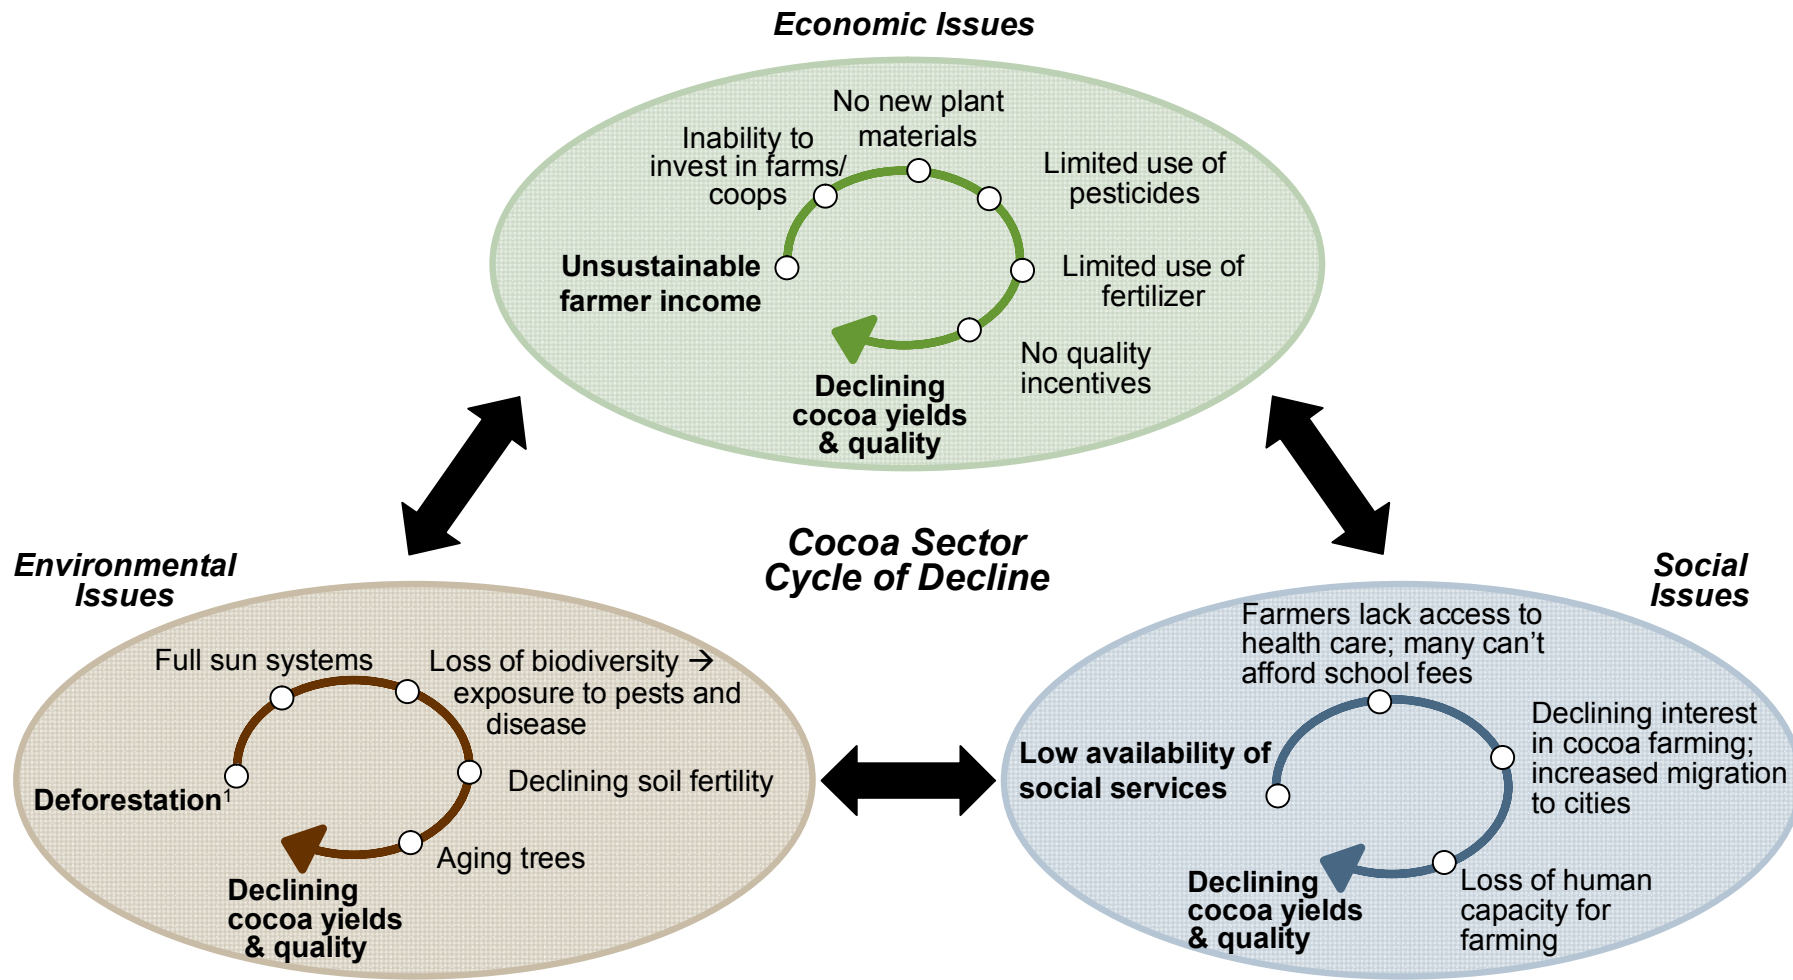 Economic Issues
No new plant
materials
Inability to
invest in farms/
coops
Limited use of
pesticides
Unsustainable
farmer income
Limited use of
fertilizer
No quality
incentives
Declining
cocoa yields
& quality
Cocoa Sector
Cycle of Decline
Environmental
Issues
Full sun systems
Loss of biodiversity →
exposure to pests and
disease
Declining soil fertility
Deforestation¹
Aging trees
Declining
cocoa yields
& quality
Social
Issues
Farmers lack access to
health care; many can't
afford school fees
Declining interest
in cocoa farming;
increased migration
to cities
Low availability of
social services
Loss of human
capacity for
farming
Declining
cocoa yields
& quality